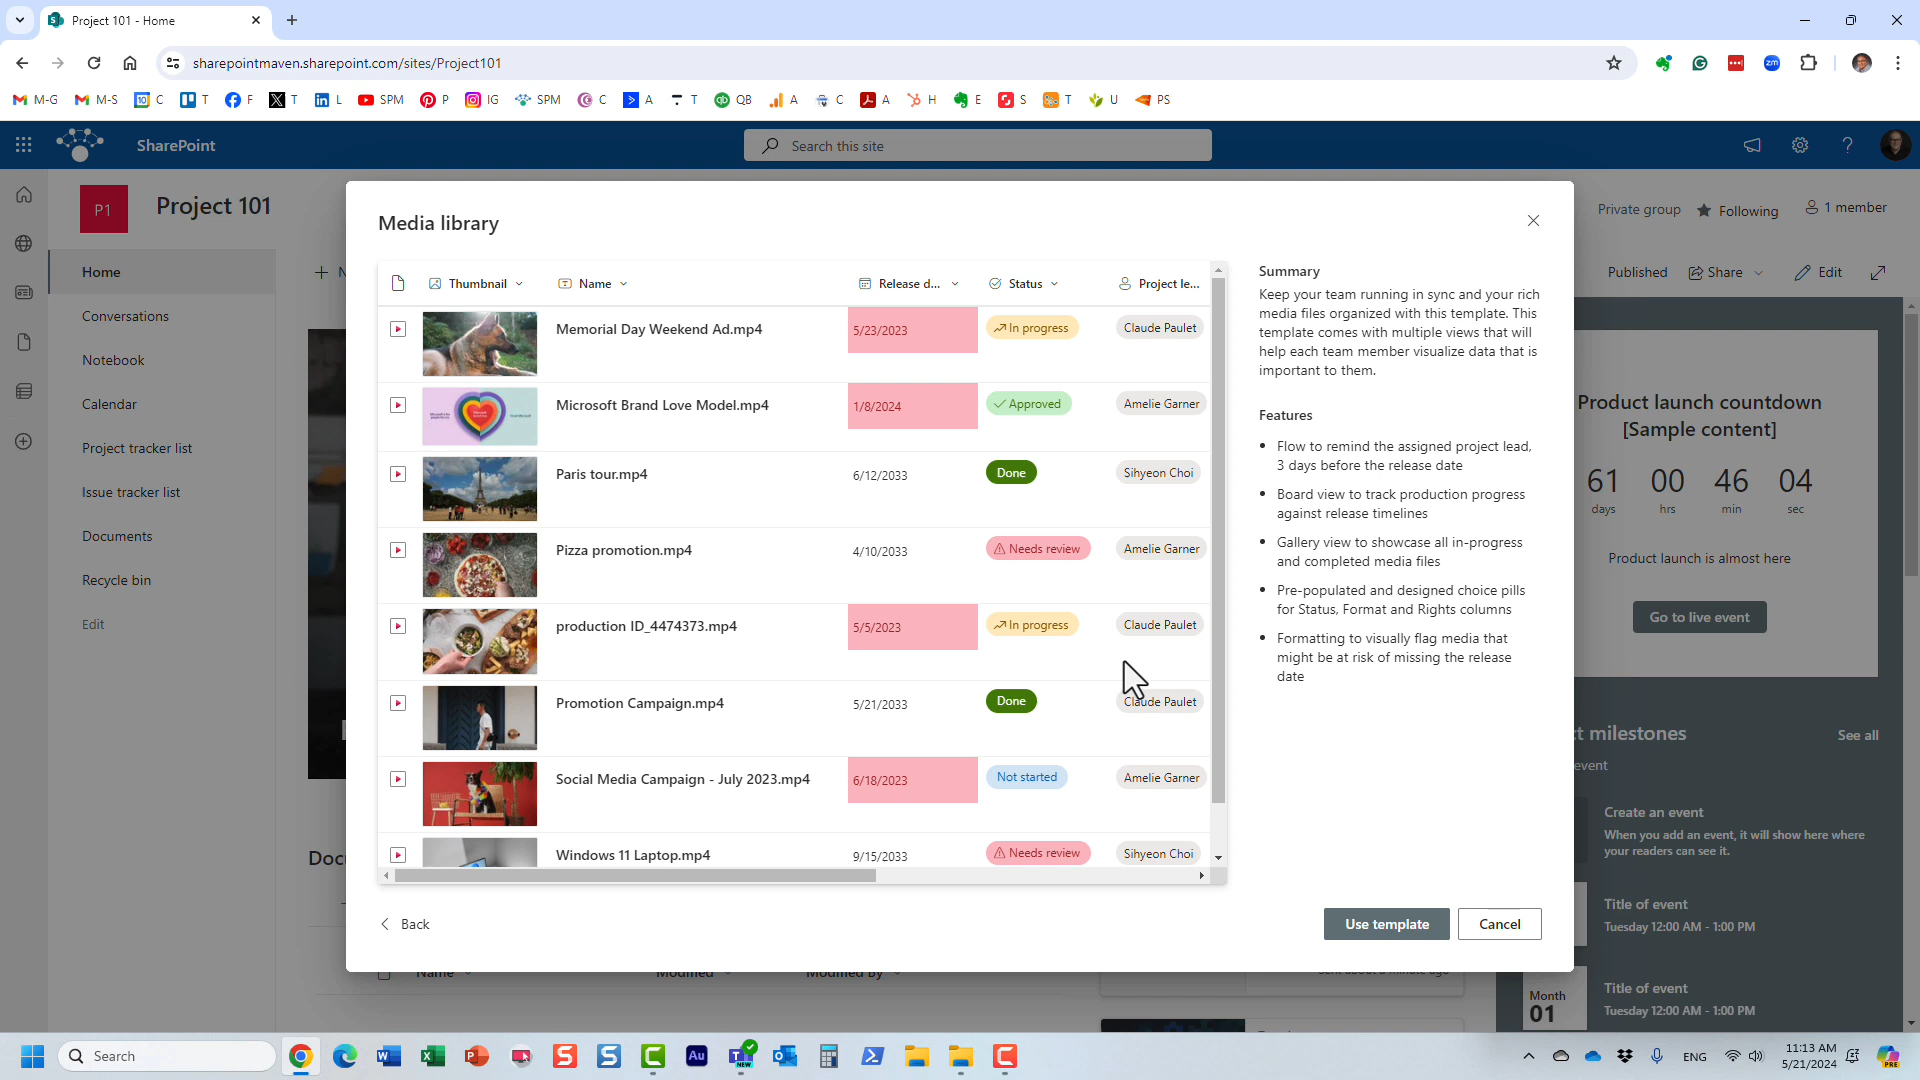 Project 101 - Home
sharepointmaven.sharepoint.com/sites/Project101
M-G M-S C T F T L SPM P IG SPM C A T QB A C A H E S T U PS
SharePoint
Search this site
P1
Project 101
Private group
Following
1 member
Home
Conversations
Notebook
Calendar
Project tracker list
Issue tracker list
Documents
Recycle bin
Edit
Published
Share
Edit
Media library
Thumbnail Name Release d... Status Project le...
Memorial Day Weekend Ad.mp4 5/23/2023 In progress Claude Paulet
Microsoft Brand Love Model.mp4 1/8/2024 Approved Amelie Garner
Paris tour.mp4 6/12/2033 Done Sihyeon Choi
Pizza promotion.mp4 4/10/2033 Needs review Amelie Garner
production ID_4474373.mp4 5/5/2023 In progress Claude Paulet
Promotion Campaign.mp4 5/21/2033 Done Claude Paulet
Social Media Campaign - July 2023.mp4 6/18/2023 Not started Amelie Garner
Windows 11 Laptop.mp4 9/15/2033 Needs review Sihyeon Choi
Summary
Keep your team running in sync and your rich
media files organized with this template. This
template comes with multiple views that will
help each team member visualize data that is
important to them.
Features
• Flow to remind the assigned project lead,
3 days before the release date
• Board view to track production progress
against release timelines
• Gallery view to showcase all in-progress
and completed media files
• Pre-populated and designed choice pills
for Status, Format and Rights columns
• Formatting to visually flag media that
might be at risk of missing the release
date
Back
Use template
Cancel
Product launch countdown
[Sample content]
61 00 46 04
days hrs min sec
Product launch is almost here
Go to live event
milestones
See all
event
Create an event
When you add an event, it will show here where
your readers can see it.
Title of event
Tuesday 12:00 AM - 1:00 PM
Title of event
Tuesday 12:00 AM - 1:00 PM
Month
01
Name Modified Modified By
Search
ENG
11:13 AM
5/21/2024